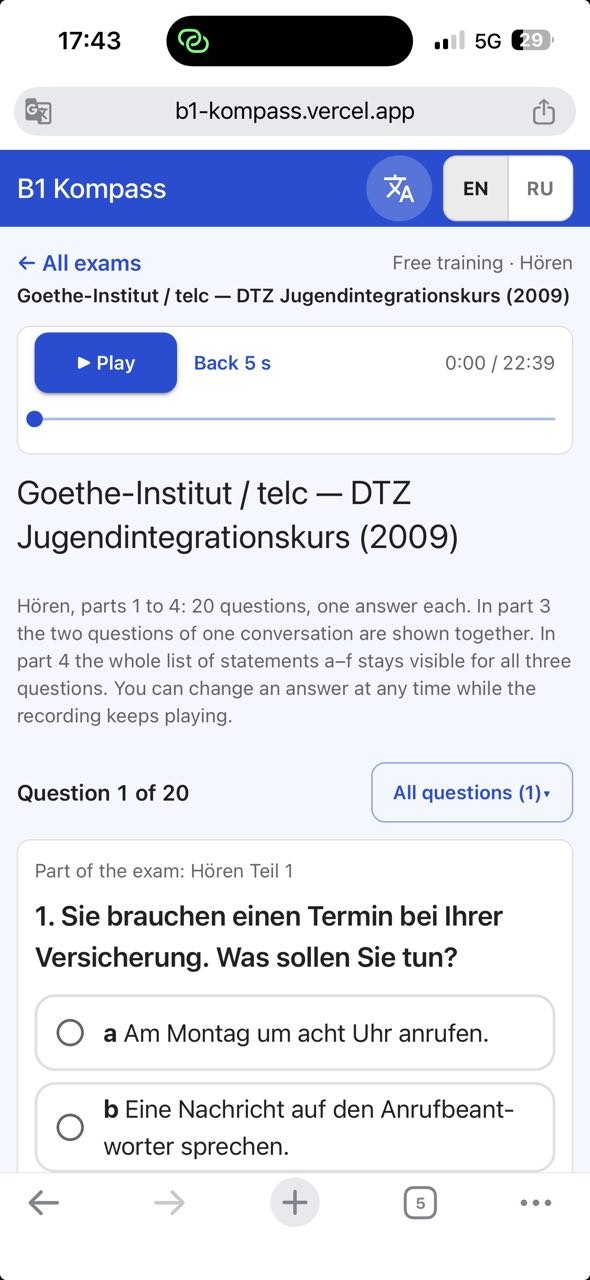 17:43
5G
29
b1-kompass.vercel.app
B1 Kompass
EN
RU
← All exams
Free training · Hören
Goethe-Institut / telc — DTZ Jugendintegrationskurs (2009)
▶ Play
Back 5 s
0:00 / 22:39
Goethe-Institut / telc — DTZ
Jugendintegrationskurs (2009)
Hören, parts 1 to 4: 20 questions, one answer each. In part 3
the two questions of one conversation are shown together. In
part 4 the whole list of statements a–f stays visible for all three
questions. You can change an answer at any time while the
recording keeps playing.
Question 1 of 20
All questions (1)▾
Part of the exam: Hören Teil 1
1. Sie brauchen einen Termin bei Ihrer
Versicherung. Was sollen Sie tun?
a Am Montag um acht Uhr anrufen.
b Eine Nachricht auf den Anrufbeant-
worter sprechen.
5